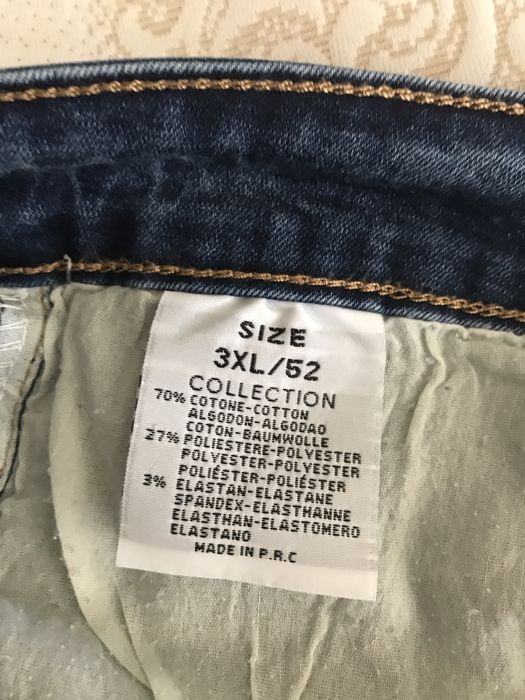 SIZE
3XL/52
COLLECTION
70% COTONE-COTTON
ALGODON-ALGODAO
COTON-BAUMWOLLE
27% POLIESTERE-POLYESTER
POLYESTER-POLYESTER
POLIÉSTER-POLIÉSTER
3% ELASTAN-ELASTANE
SPANDEX-ELASTHANNE
ELASTHAN-ELASTOMERO
ELASTANO
MADE IN P.R.C